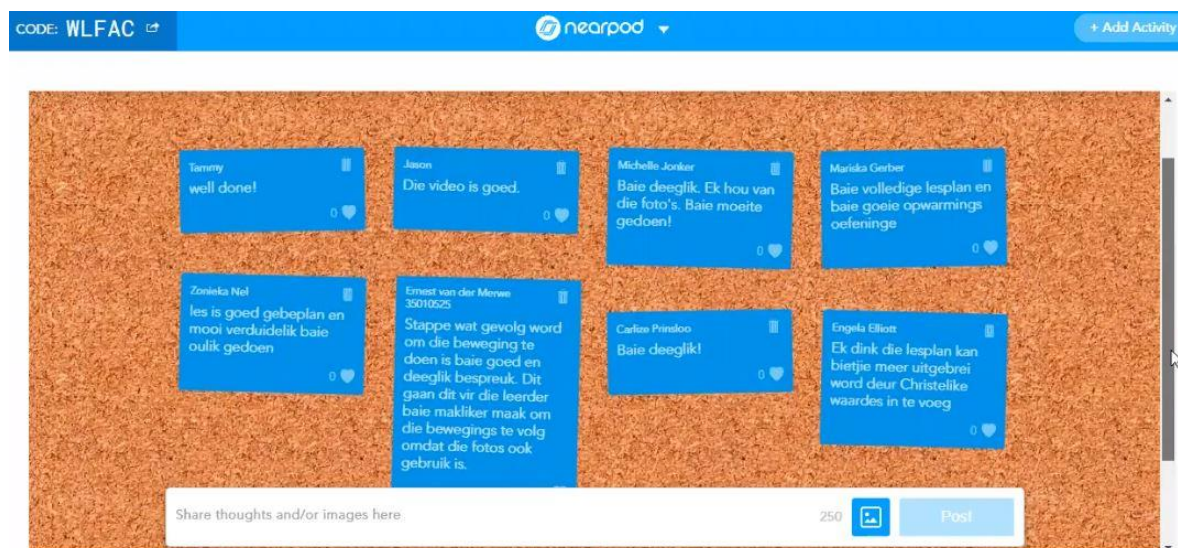 CODE: WLFAC
nearpod
+ Add Activity
Tammy
well done!
0
Jason
Die video is goed.
0
Michelle Jonker
Baie deeglik. Ek hou van
die foto's. Baie moeite
gedoen!
0
Mariska Gerber
Baie volledige lesplan en
baie goeie opwarmings
oefeninge
0
Zonieka Nel
les is goed gebeplan en
mooi verduidelik baie
oulik gedoen
0
Ernest van der Merwe
35010525
Stappe wat gevolg word
om die beweging te
doen is baie goed en
deeglik bespreuk. Dit
gaan dit vir die leerder
baie makliker maak om
die bewegings te volg
omdat die fotos ook
gebruik is.
Carlize Prinsloo
Baie deeglik!
0
Engela Elliott
Ek dink die lesplan kan
bietjie meer uitgebrei
word deur Christelike
waardes in te voeg
0
Share thoughts and/or images here
250
Post